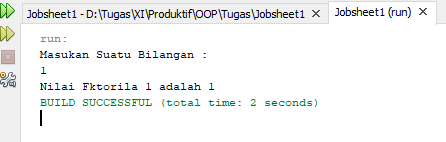 Jobsheet1 - D:\Tugas\XI\Produktif\OOP\Tugas\Jobsheet1 × Jobsheet1 (run) ×
run:
Masukan Suatu Bilangan :
1
Nilai Fktorila 1 adalah 1
BUILD SUCCESSFUL (total time: 2 seconds)